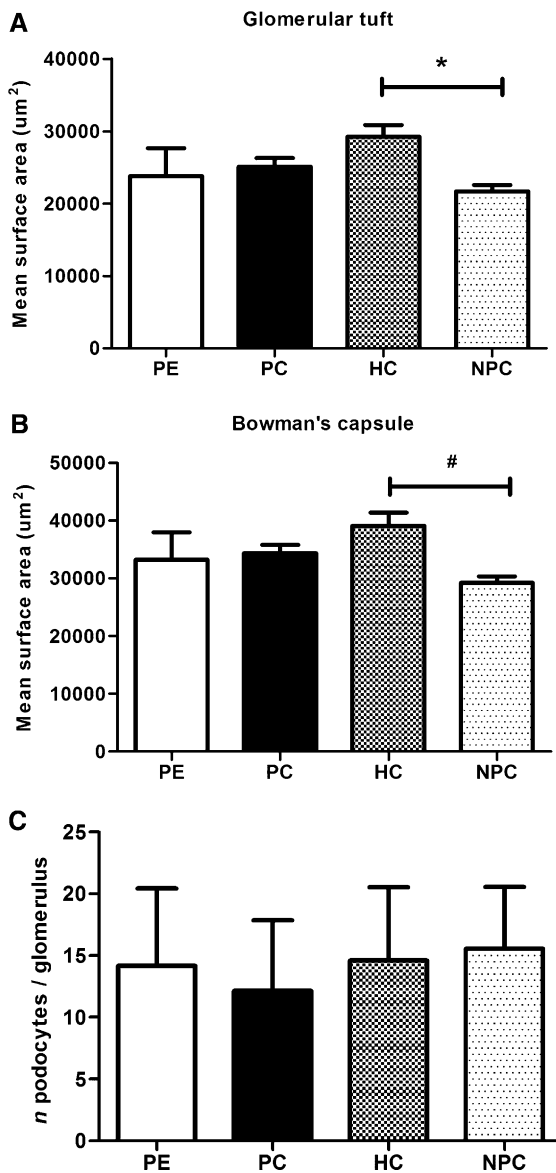 A
Glomerular tuft
Mean surface area (um²)
40000
30000
20000
10000
0
*
PE PC HC NPC
B
Bowman's capsule
Mean surface area (um²)
50000
40000
30000
20000
10000
0
#
PE PC HC NPC
C
n podocytes / glomerulus
25
20
15
10
5
0
PE PC HC NPC